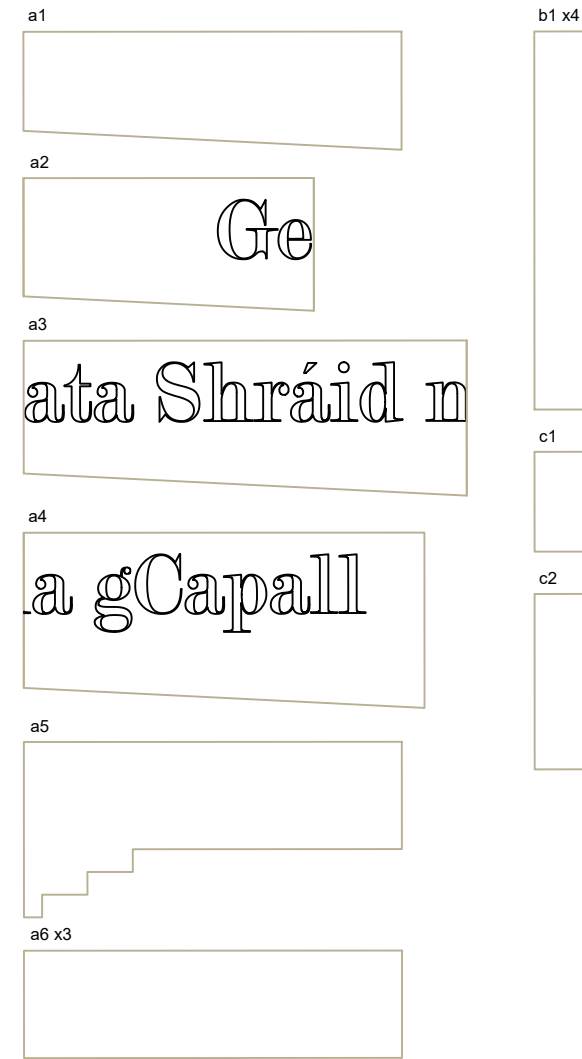 a1
b1 x4
a2
Ge
a3
ata Shráid n
a4
a gCapall
c1
c2
a5
a6 x3